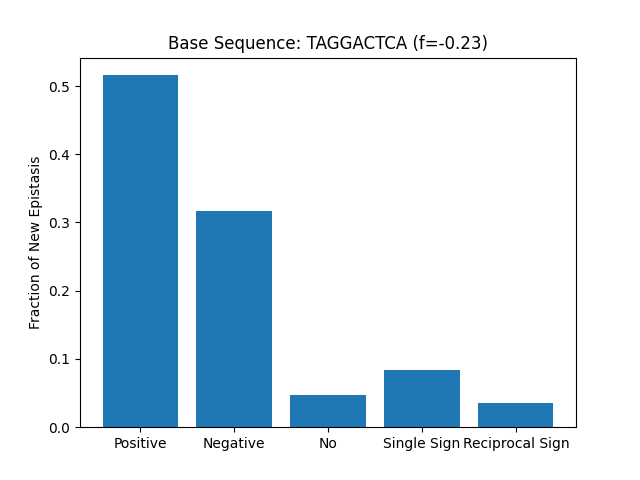 Base Sequence: TAGGACTCA (f=-0.23)
Fraction of New Epistasis
0.5
0.4
0.3
0.2
0.1
0.0
Positive Negative No Single Sign Reciprocal Sign